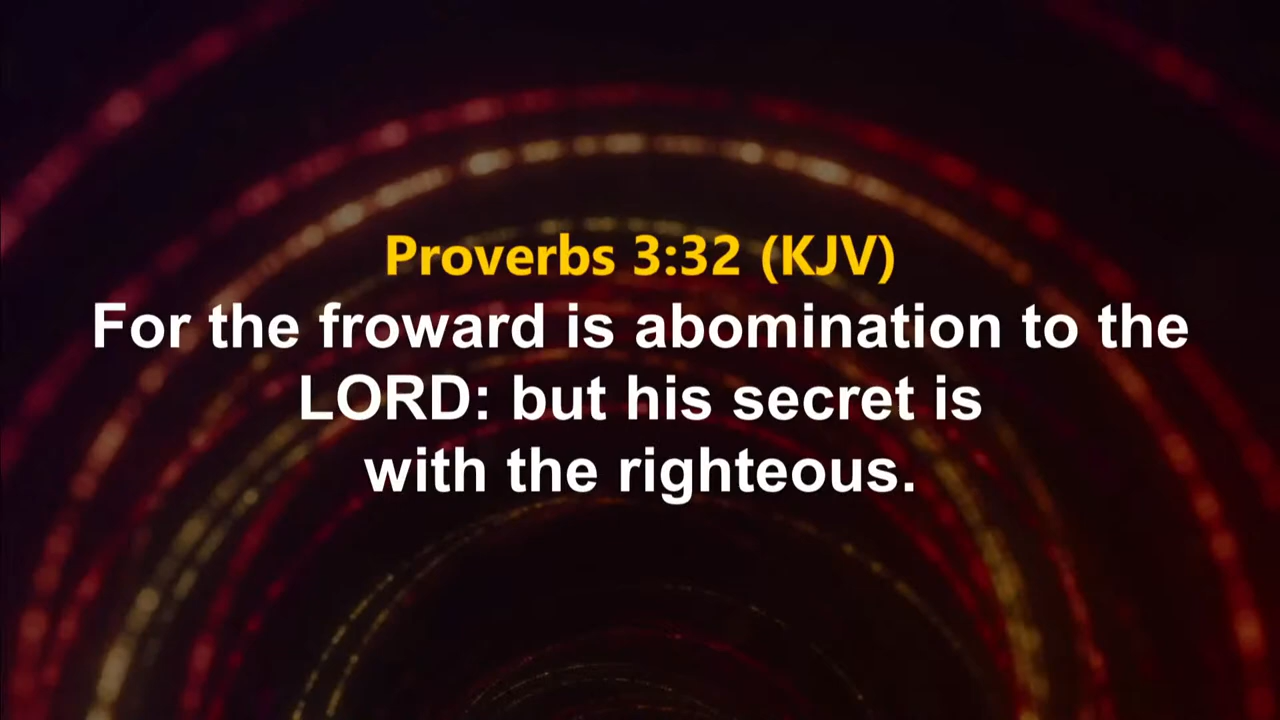 Proverbs 3:32 (KJV)
For the froward is abomination to the
LORD: but his secret is
with the righteous.